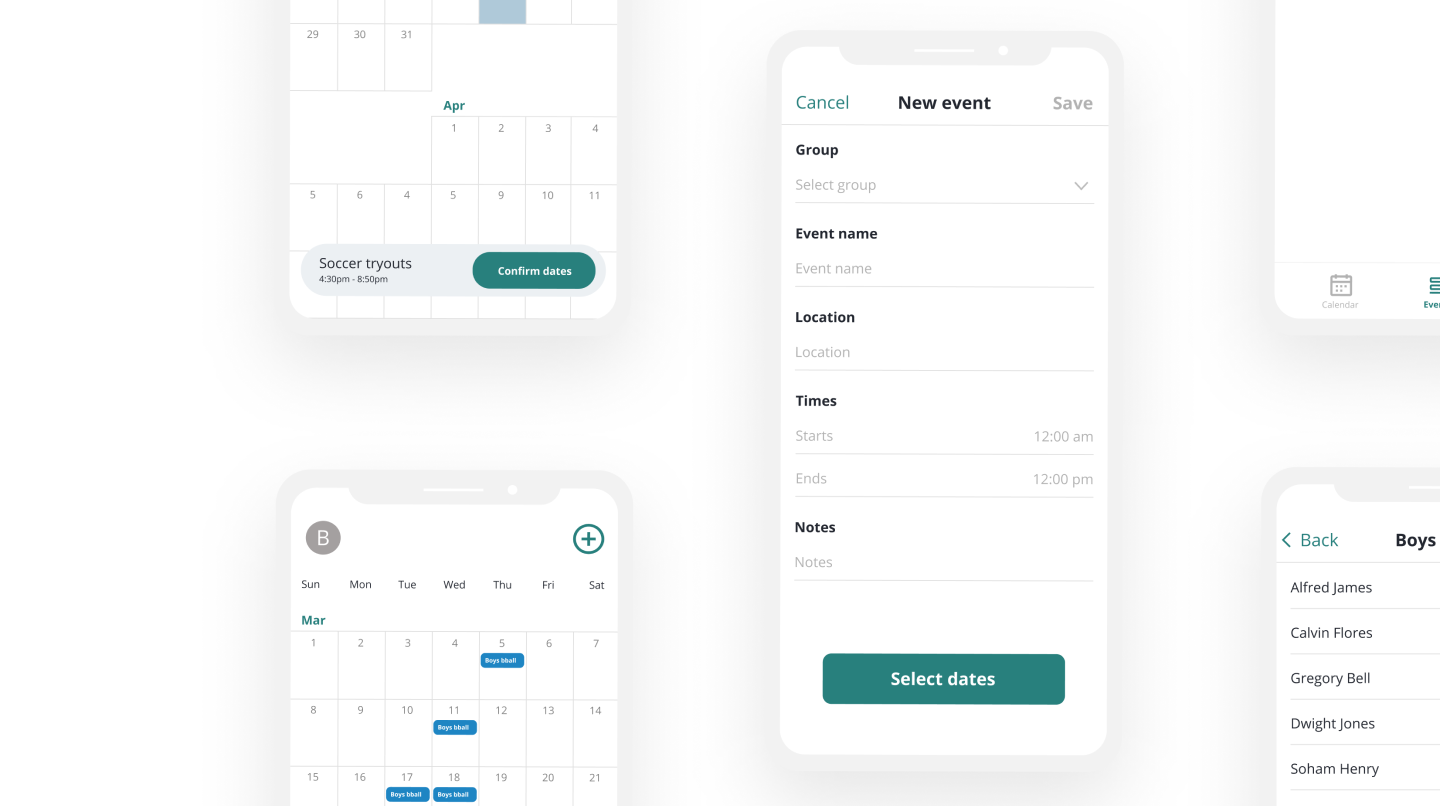 29 30 31
Apr
1 2 3 4
5 6 4 5 9 10 11
Soccer tryouts
4:30pm - 8:50pm
Confirm dates
B
Sun Mon Tue Wed Thu Fri Sat
Mar
1 2 3 4 5 6 7
Boys bball
8 9 10 11 12 13 14
Boys bball
15 16 17 18 19 20 21
Boys bball Boys bball
Cancel New event Save
Group
Select group
Event name
Event name
Location
Location
Times
Starts 12:00 am
Ends 12:00 pm
Notes
Notes
Select dates
Calendar Even
Back Boys
Alfred James
Calvin Flores
Gregory Bell
Dwight Jones
Soham Henry